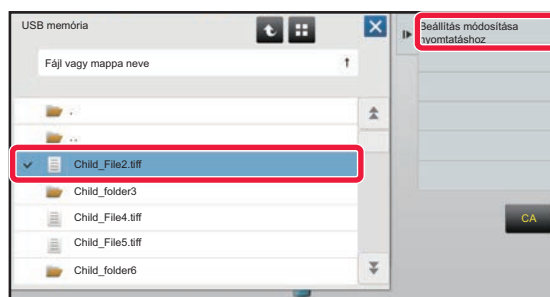 USB memória
Beállítás módosítása
nyomtatáshoz
Fájl vagy mappa neve
.
..
Child_File2.tiff
Child_folder3
Child_File4.tiff
Child_File5.tiff
Child_folder6
CA